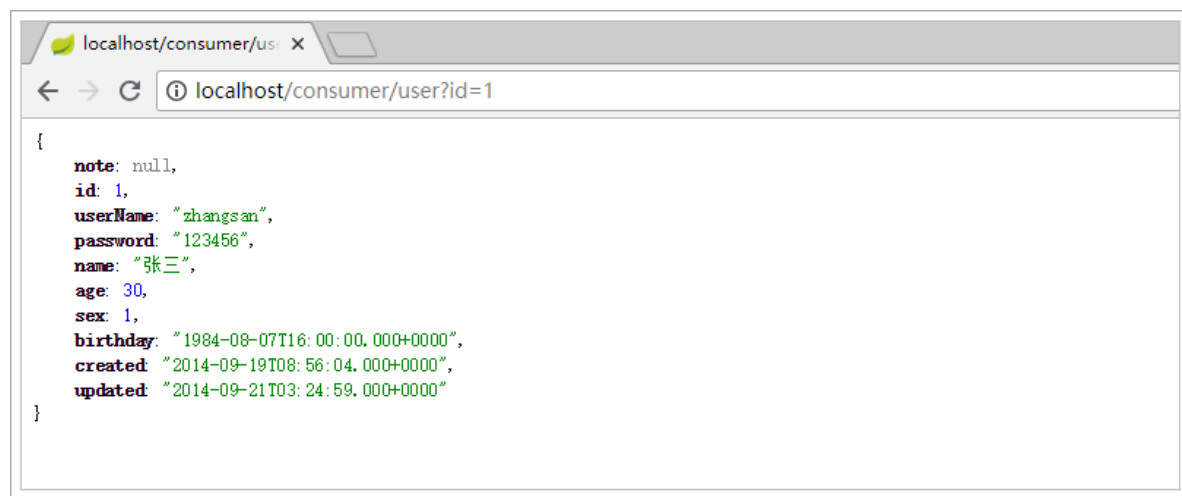 localhost/consumer/us
localhost/consumer/user?id=1
{
note: null,
id: 1,
userName: "zhangsan",
password: "123456",
name: "张三",
age: 30,
sex: 1,
birthday: "1984-08-07T16:00:00.000+0000",
created: "2014-09-19T08:56:04.000+0000",
updated: "2014-09-21T03:24:59.000+0000"
}